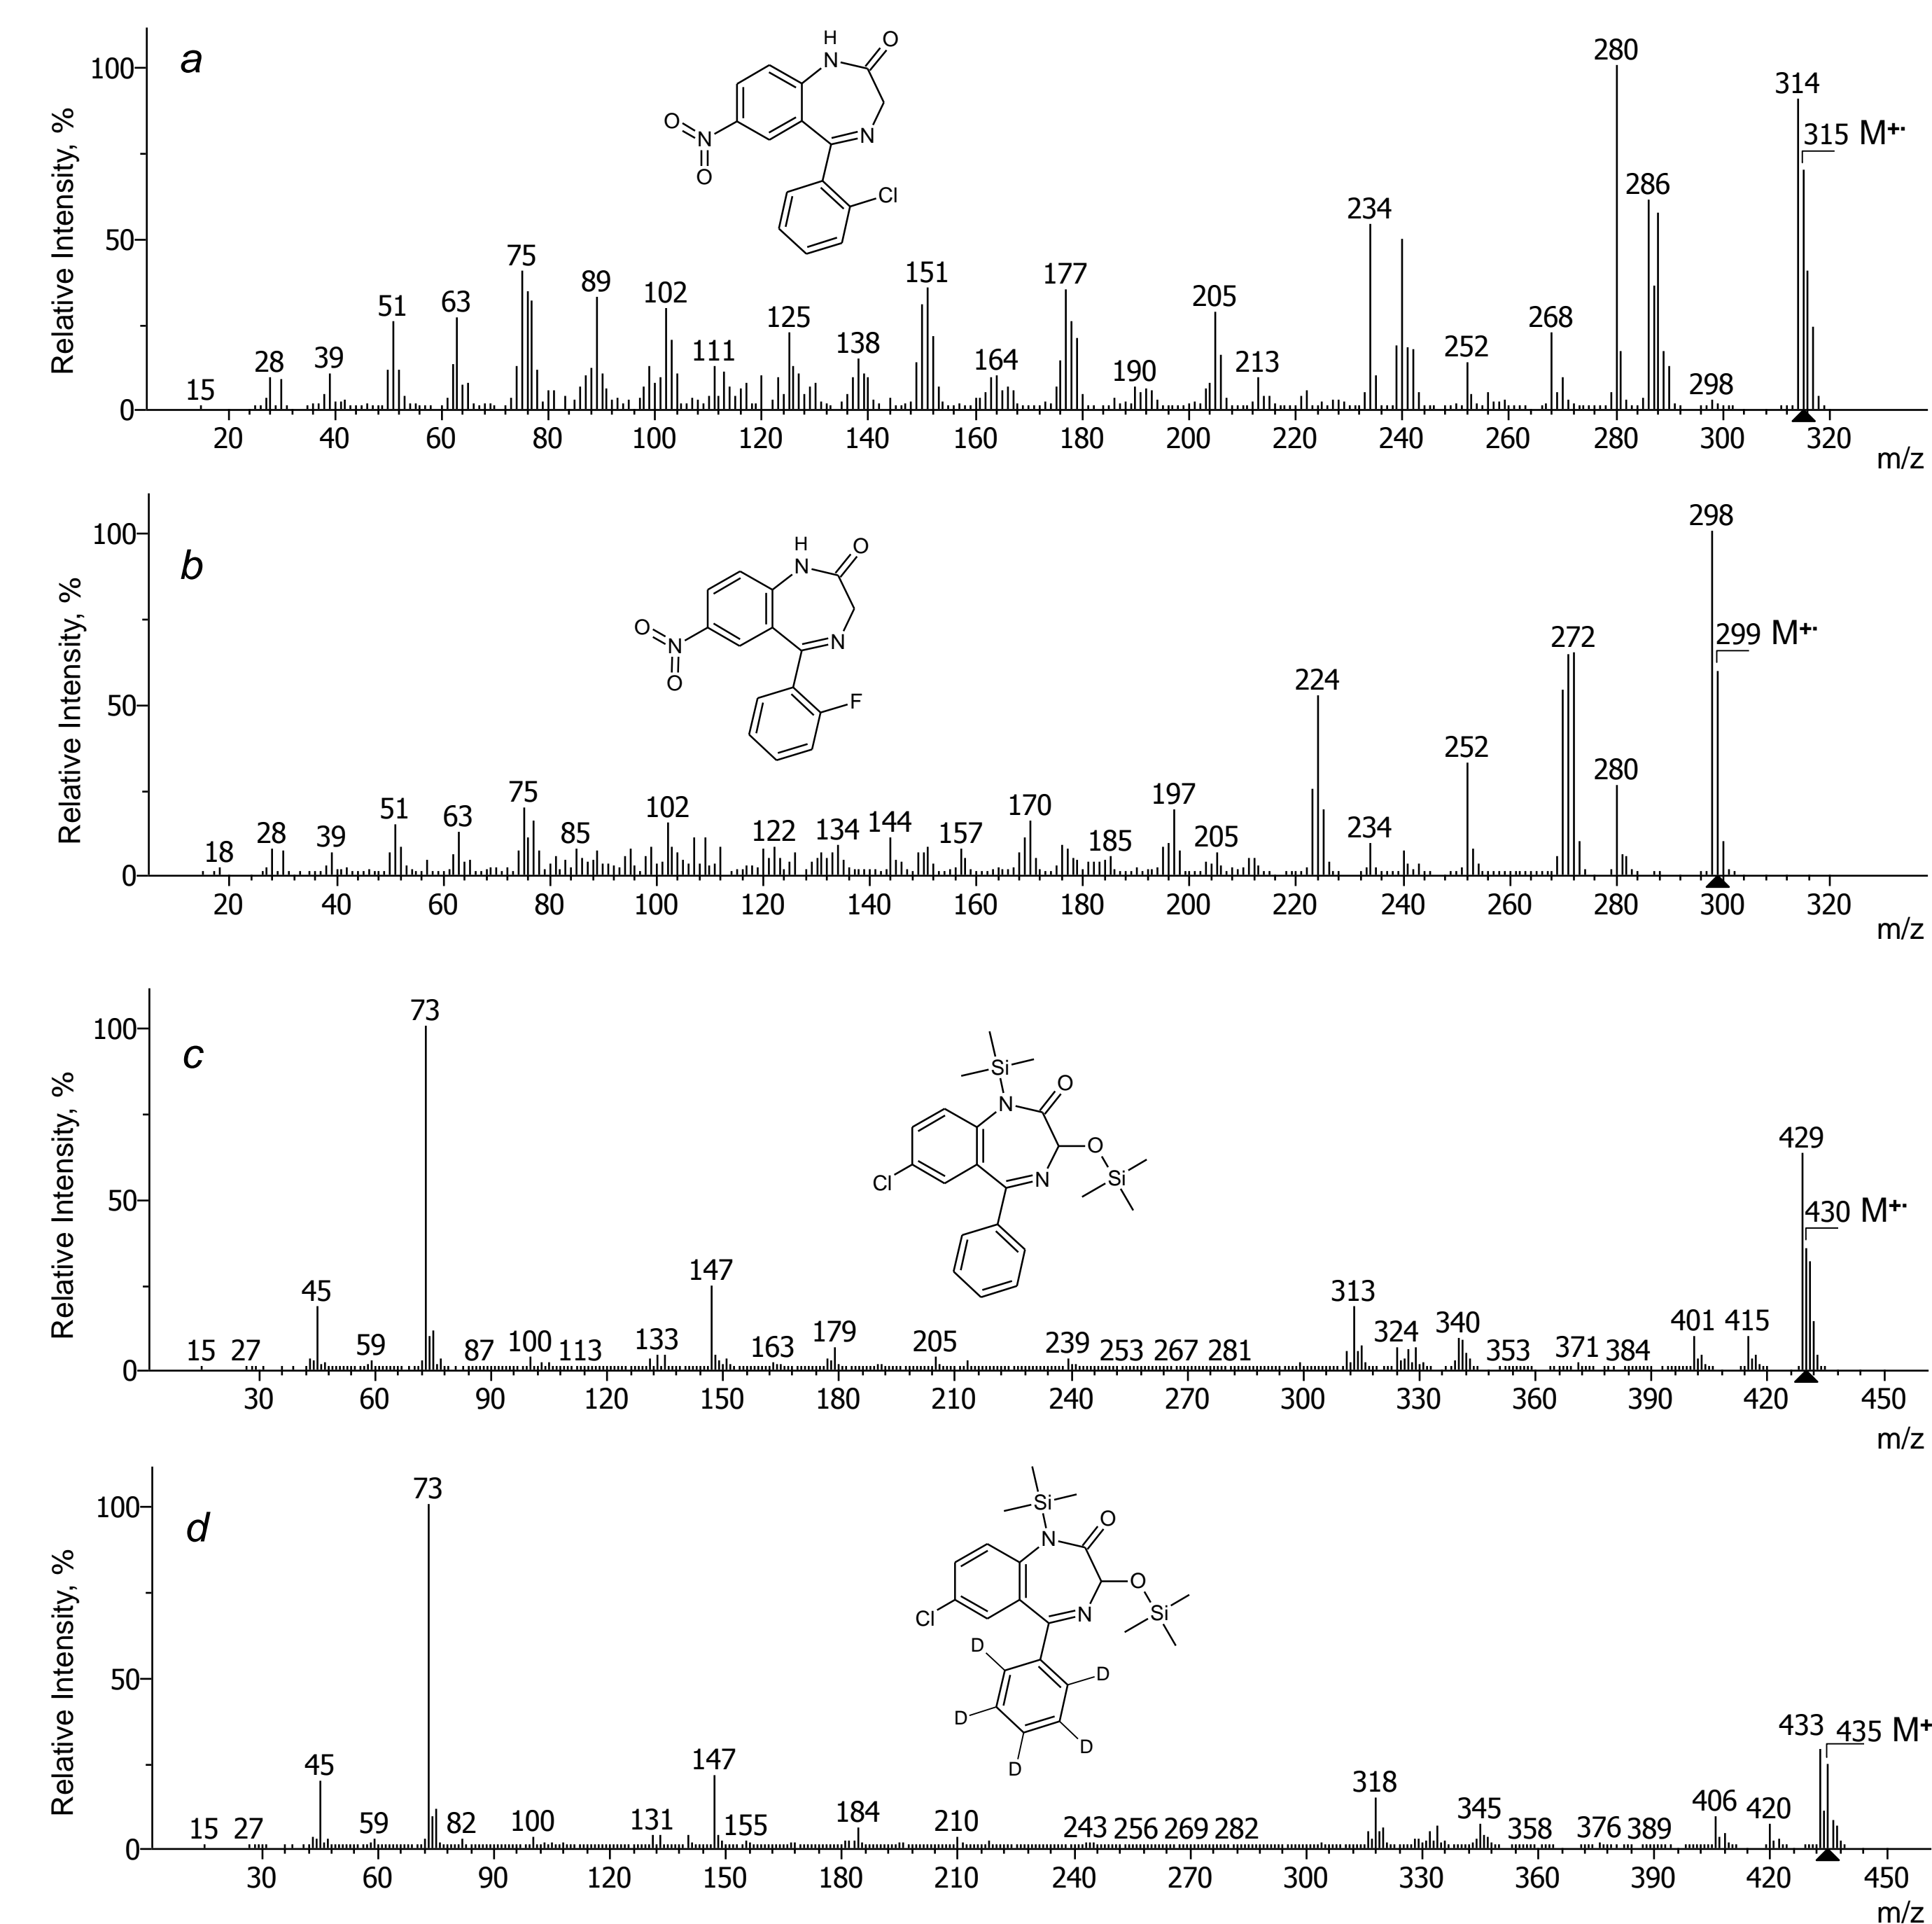 a
Relative Intensity, %
100
50
0
H
N
O
N
O
N
O
Cl
15 28 39 51 63 75 89 102 111 125 138 151 164 177 190 205 213 234 252 268 280 286 298 314
315 M+·
20 40 60 80 100 120 140 160 180 200 220 240 260 280 300 320
m/z
b
Relative Intensity, %
100
50
0
H
N
O
N
O
N
O
F
18 28 39 51 63 75 85 102 122 134 144 157 170 185 197 205 224 234 252 272 280 298
299 M+·
20 40 60 80 100 120 140 160 180 200 220 240 260 280 300 320
m/z
c
Relative Intensity, %
100
50
0
Si
O
N
O
Cl
N
Si
15 27 45 59 73 87 100 113 133 147 163 179 205 239 253 267 281 313 324 340 353 371 384 401 415 429
430 M+·
30 60 90 120 150 180 210 240 270 300 330 360 390 420 450
m/z
d
Relative Intensity, %
100
50
0
Si
O
N
O
Cl
N
Si
D
D
D
D
D
15 27 45 59 73 82 100 131 147 155 184 210 243 256 269 282 318 345 358 376 389 406 420 433
435 M+
30 60 90 120 150 180 210 240 270 300 330 360 390 420 450
m/z